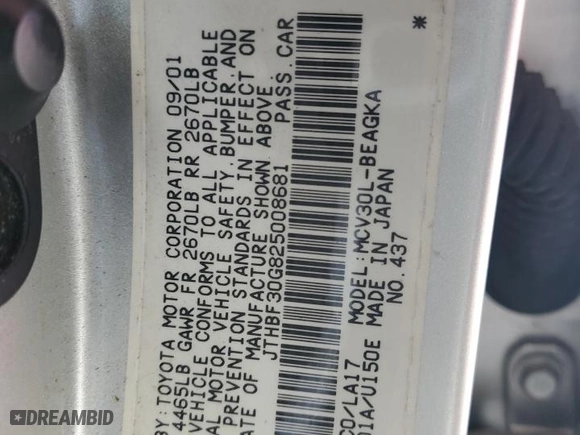 BY:TOYOTA MOTOR CORPORATION 09/01
4465LB GAWR FR 2670LB RR 2670LB
VEHICLE CONFORMS TO ALL APPLICABLE
AL MOTOR VEHICLE SAFETY, BUMPER, AND
PREVENTION STANDARDS IN EFFECT ON
ATE OF MANUFACTURE SHOWN ABOVE.
JTHBF30G825008681 PASS.CAR
CO/LA17 MODEL:MCV30L-BEAGKA
01A/U150E MADE IN JAPAN
NO.437
*
DREAMBID